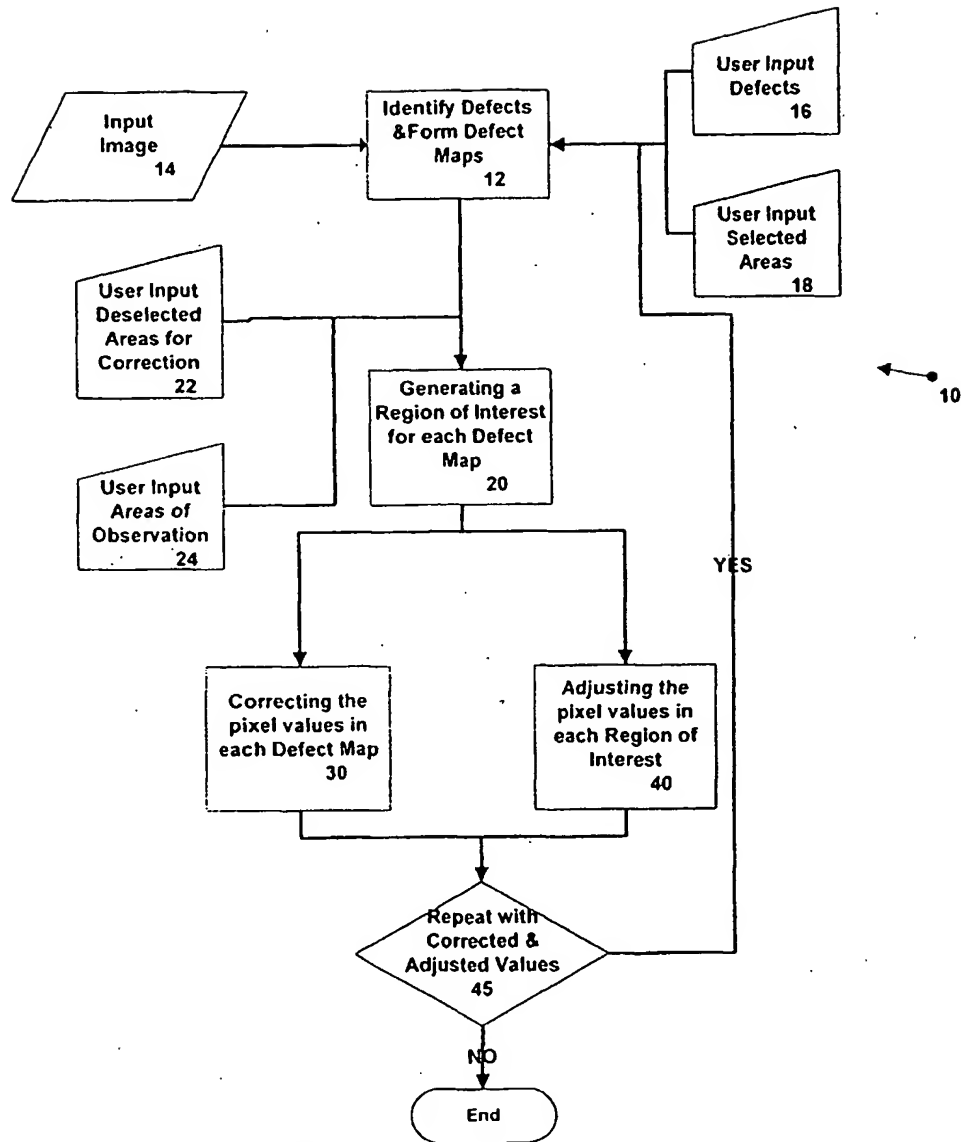 User Input
Defects
16
Input
Image
14
Identify Defects
&Form Defect
Maps
12
User Input
Selected
Areas
18
User Input
Deselected
Areas for
Correction
22
Generating a
Region of Interest
for each Defect
Map
20
10
User Input
Areas of
Observation
24
YES
Correcting the
pixel values in
each Defect Map
30
Adjusting the
pixel values in
each Region of
Interest
40
Repeat with
Corrected &
Adjusted Values
45
NO
End